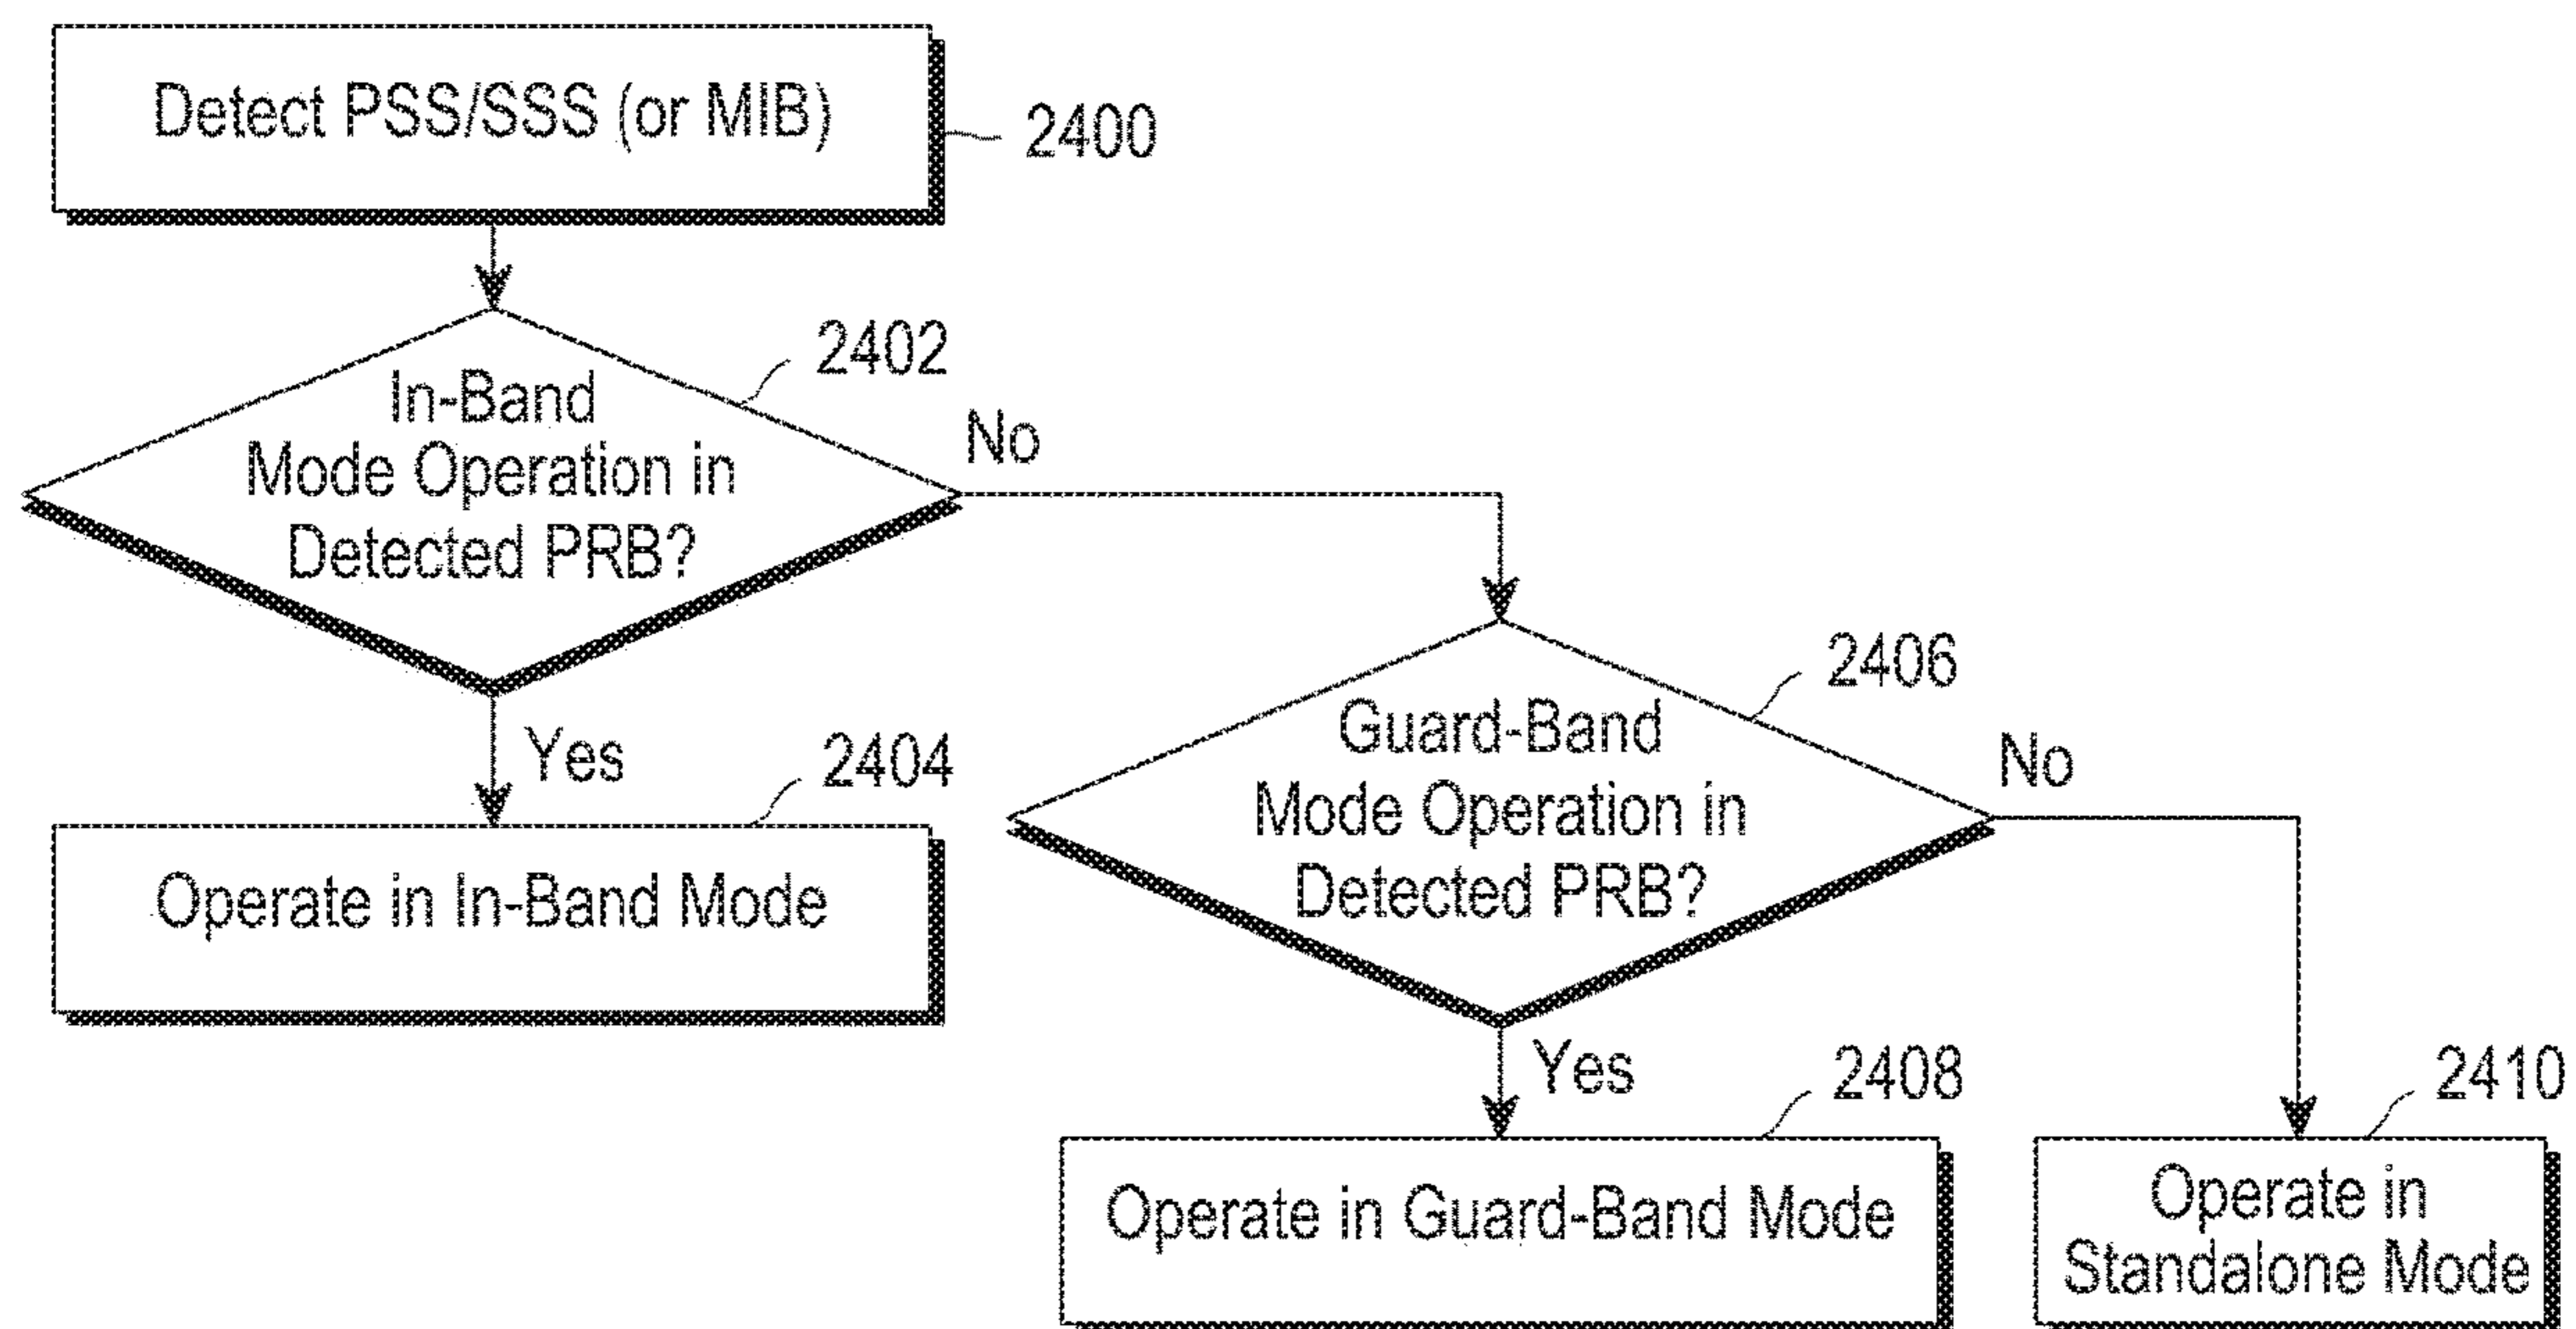 Detect PSS/SSS (or MIB)
2400
2402
In-Band
Mode Operation in
Detected PRB?
No
Yes
2404
Operate in In-Band Mode
2406
Guard-Band
Mode Operation in
Detected PRB?
No
Yes
2408
Operate in Guard-Band Mode
2410
Operate in
Standalone Mode